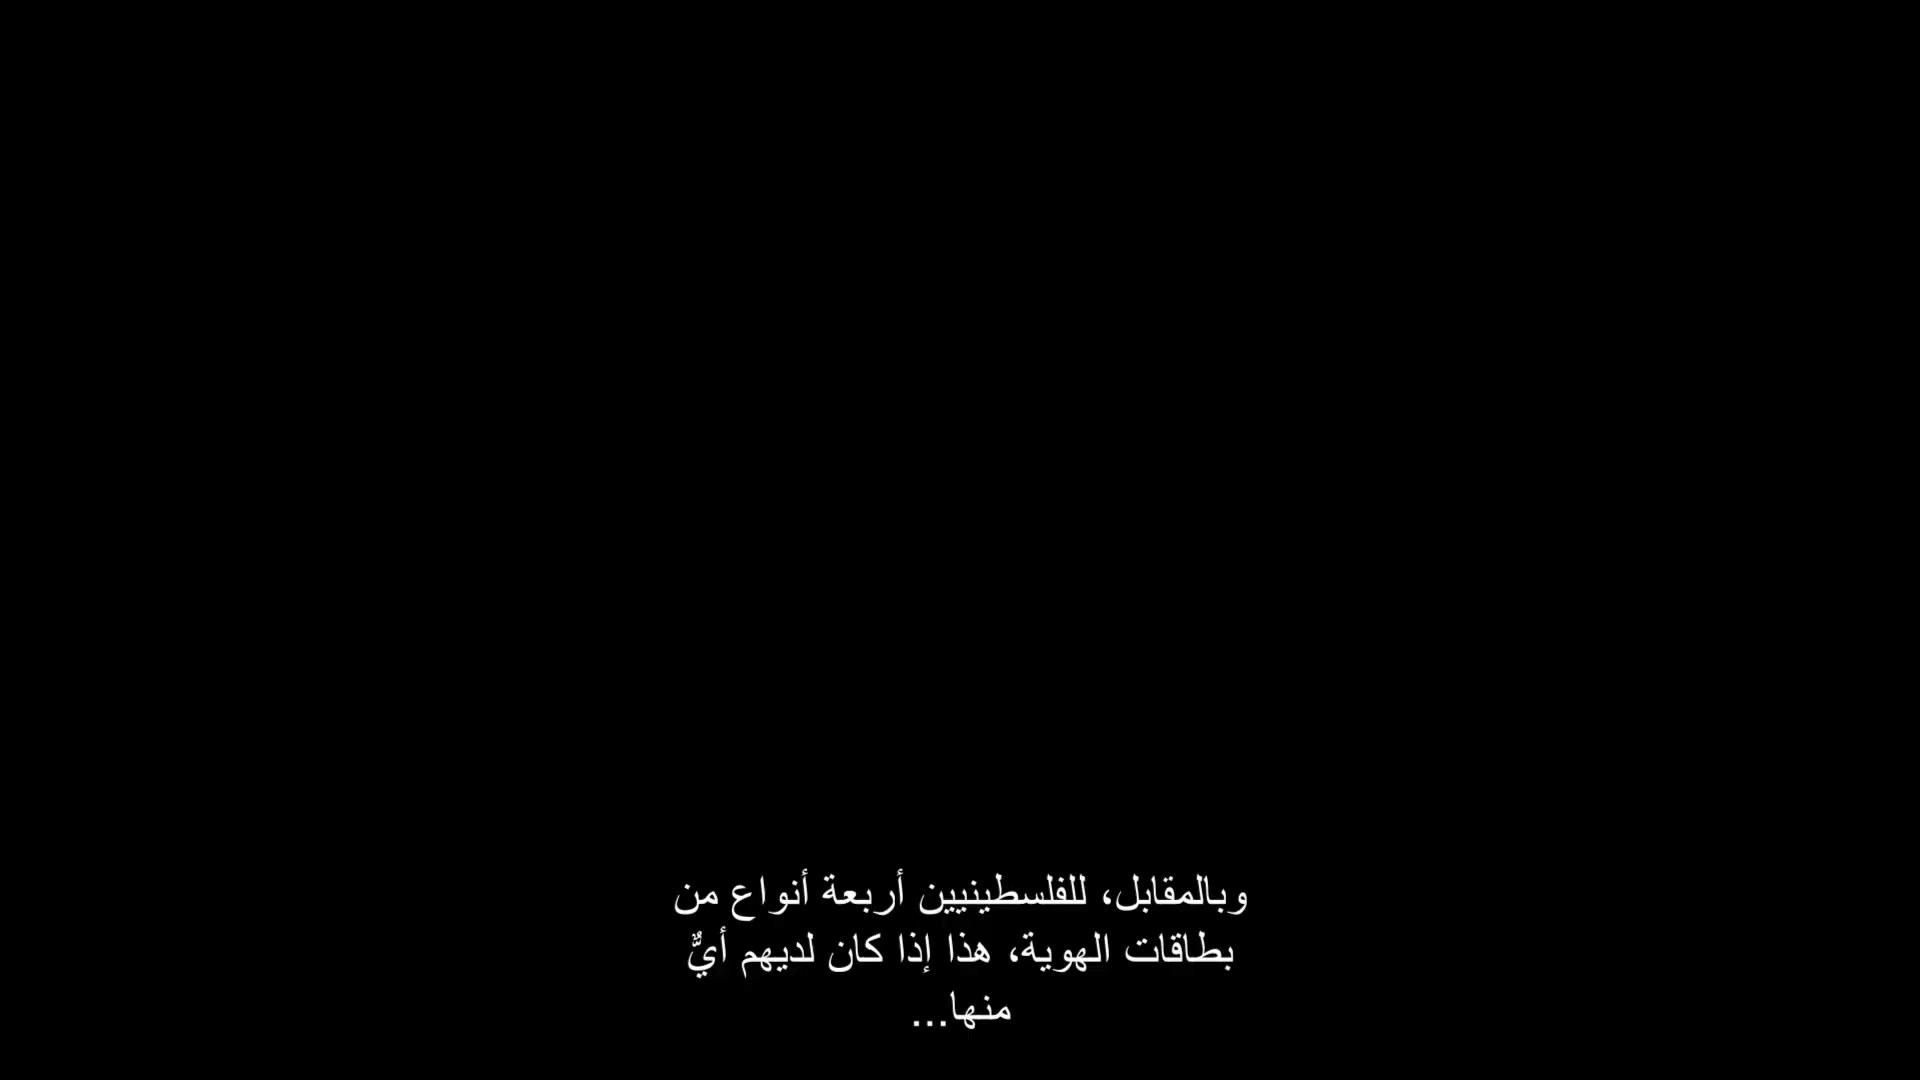 وبالمقابل، للفلسطينيين أربعة أنواع من
بطاقات الهوية، هذا إذا كان لديهم أيٌّ
منها...